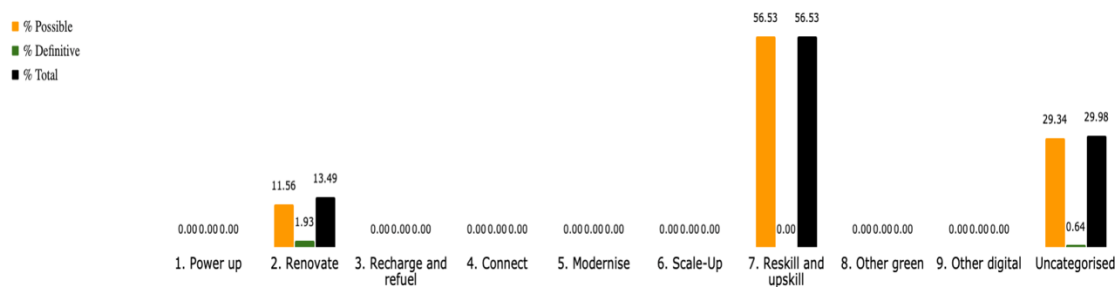 % Possible
% Definitive
% Total
56.53 56.53
29.34 29.98
11.56 13.49
1.93
0.00 0.00 0.00 0.00 0.00 0.00 0.00 0.00 0.00 0.00 0.00 0.00 0.00 0.00 0.00 0.00 0.00 0.00 0.00 0.00 0.00 0.00 0.64
1. Power up 2. Renovate 3. Recharge and refuel 4. Connect 5. Modernise 6. Scale-Up 7. Reskill and upskill 8. Other green 9. Other digital Uncategorised